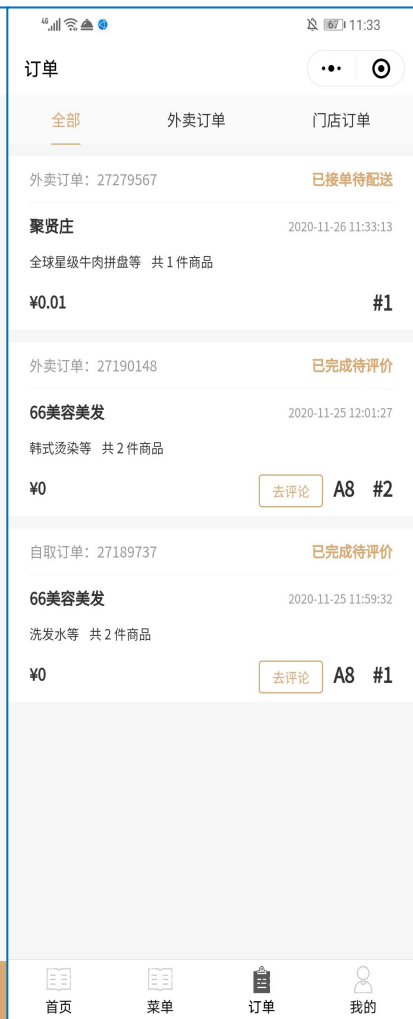 46 67 11:33
订单
全部 外卖订单 门店订单
外卖订单：27279567 已接单待配送
聚贤庄 2020-11-26 11:33:13
全球星级牛肉拼盘等 共1件商品
¥0.01 #1
外卖订单：27190148 已完成待评价
66美容美发 2020-11-25 12:01:27
韩式烫染等 共2件商品
¥0 去评论 A8 #2
自取订单：27189737 已完成待评价
66美容美发 2020-11-25 11:59:32
洗发水等 共2件商品
¥0 去评论 A8 #1
首页 菜单 订单 我的